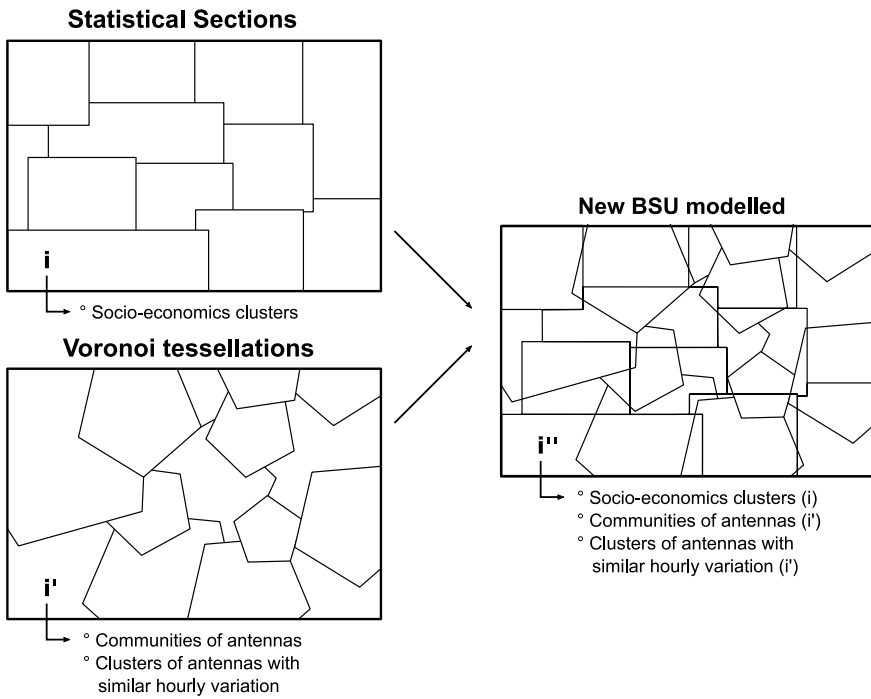 Statistical Sections
i
° Socio-economics clusters
Voronoi tessellations
i'
° Communities of antennas
° Clusters of antennas with
similar hourly variation
New BSU modelled
i''
° Socio-economics clusters (i)
° Communities of antennas (i')
° Clusters of antennas with
similar hourly variation (i')